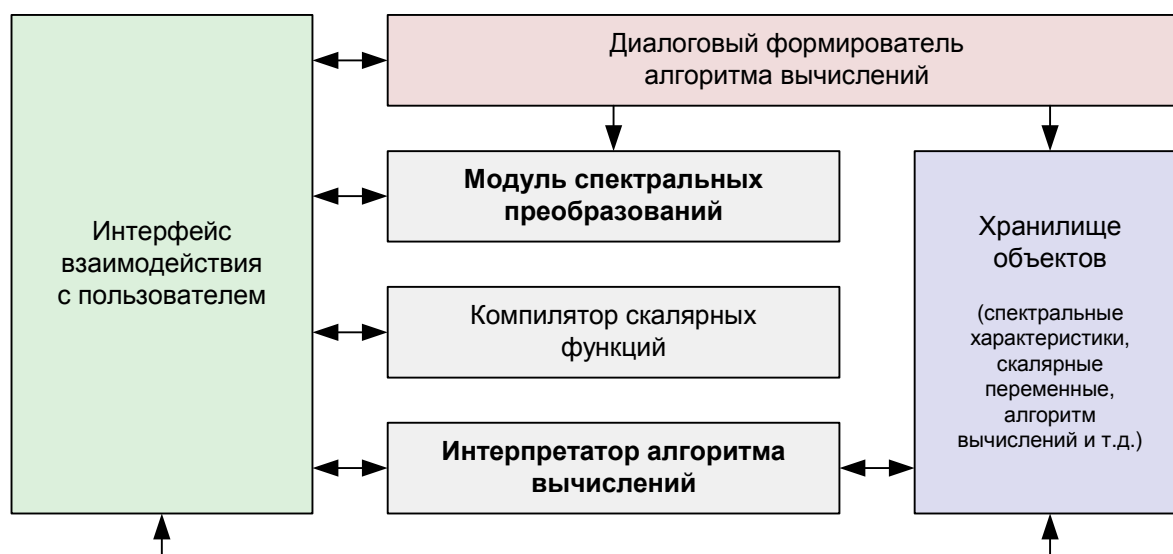 Диалоговый формирователь
алгоритма вычислений
Интерфейс
взаимодействия
с пользователем
Модуль спектральных
преобразований
Компилятор скалярных
функций
Интерпретатор алгоритма
вычислений
Хранилище
объектов
(спектральные
характеристики,
скалярные
переменные,
алгоритм
вычислений и т.д.)